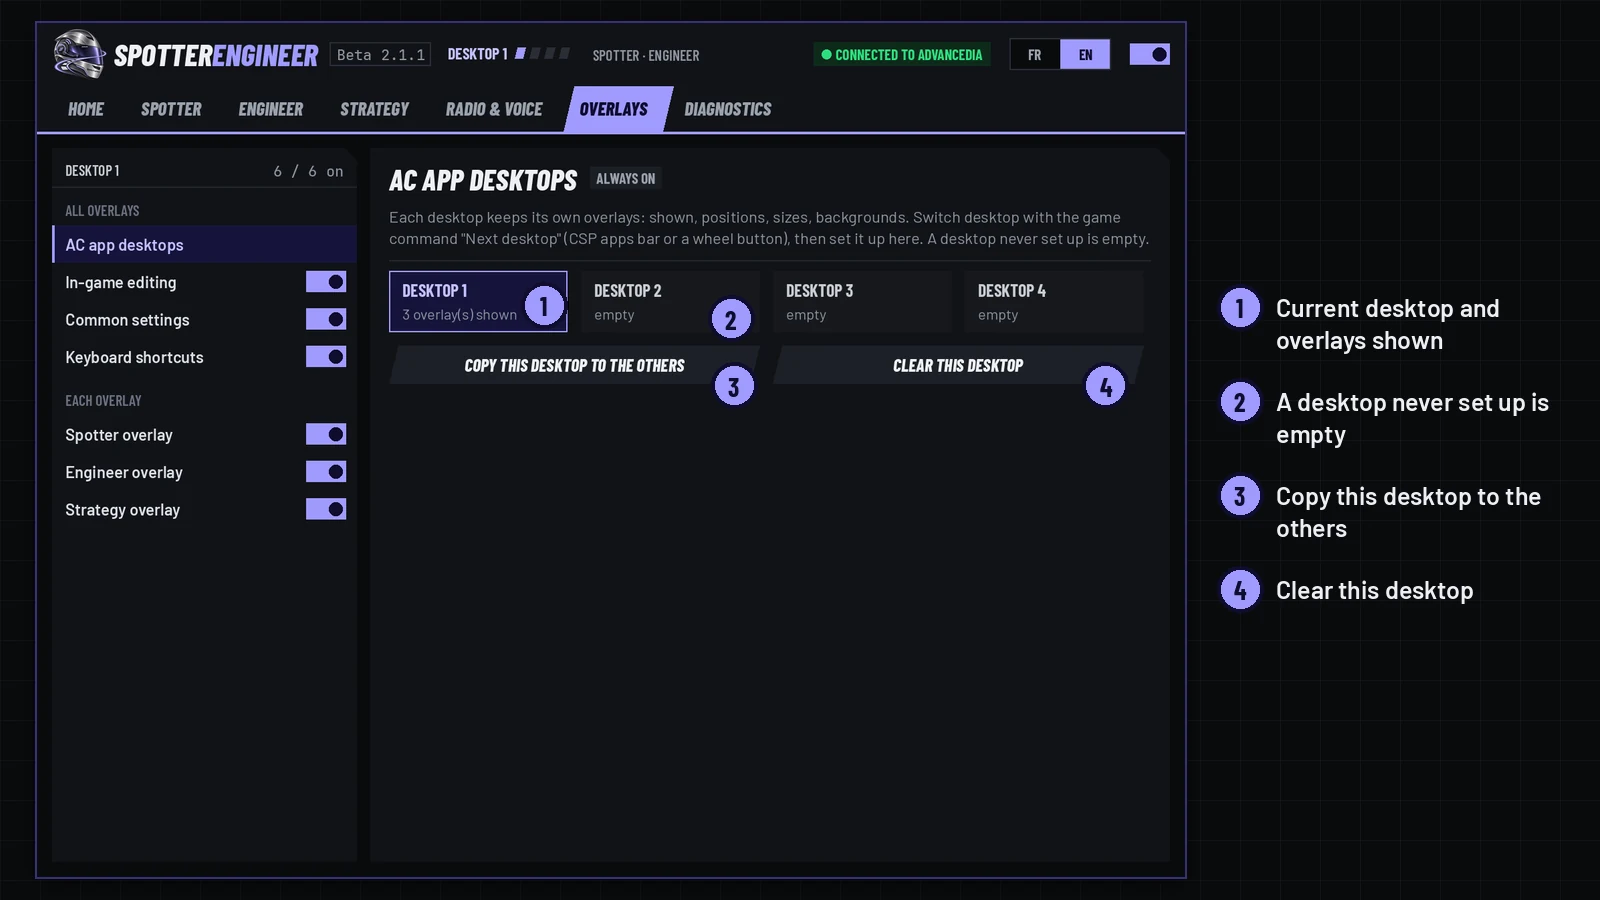 SPOTTERENGINEER
Beta 2.1.1
DESKTOP 1
SPOTTER · ENGINEER
CONNECTED TO ADVANCEDIA
FR
EN
HOME
SPOTTER
ENGINEER
STRATEGY
RADIO & VOICE
OVERLAYS
DIAGNOSTICS
DESKTOP 1
6 / 6 on
ALL OVERLAYS
AC app desktops
In-game editing
Common settings
Keyboard shortcuts
EACH OVERLAY
Spotter overlay
Engineer overlay
Strategy overlay
AC APP DESKTOPS
ALWAYS ON
Each desktop keeps its own overlays: shown, positions, sizes, backgrounds. Switch desktop with the game
command "Next desktop" (CSP apps bar or a wheel button), then set it up here. A desktop never set up is empty.
DESKTOP 1
3 overlay(s) shown
1
DESKTOP 2
empty
2
DESKTOP 3
empty
DESKTOP 4
empty
COPY THIS DESKTOP TO THE OTHERS
3
CLEAR THIS DESKTOP
4
1
Current desktop and
overlays shown
2
A desktop never set up is
empty
3
Copy this desktop to the
others
4
Clear this desktop